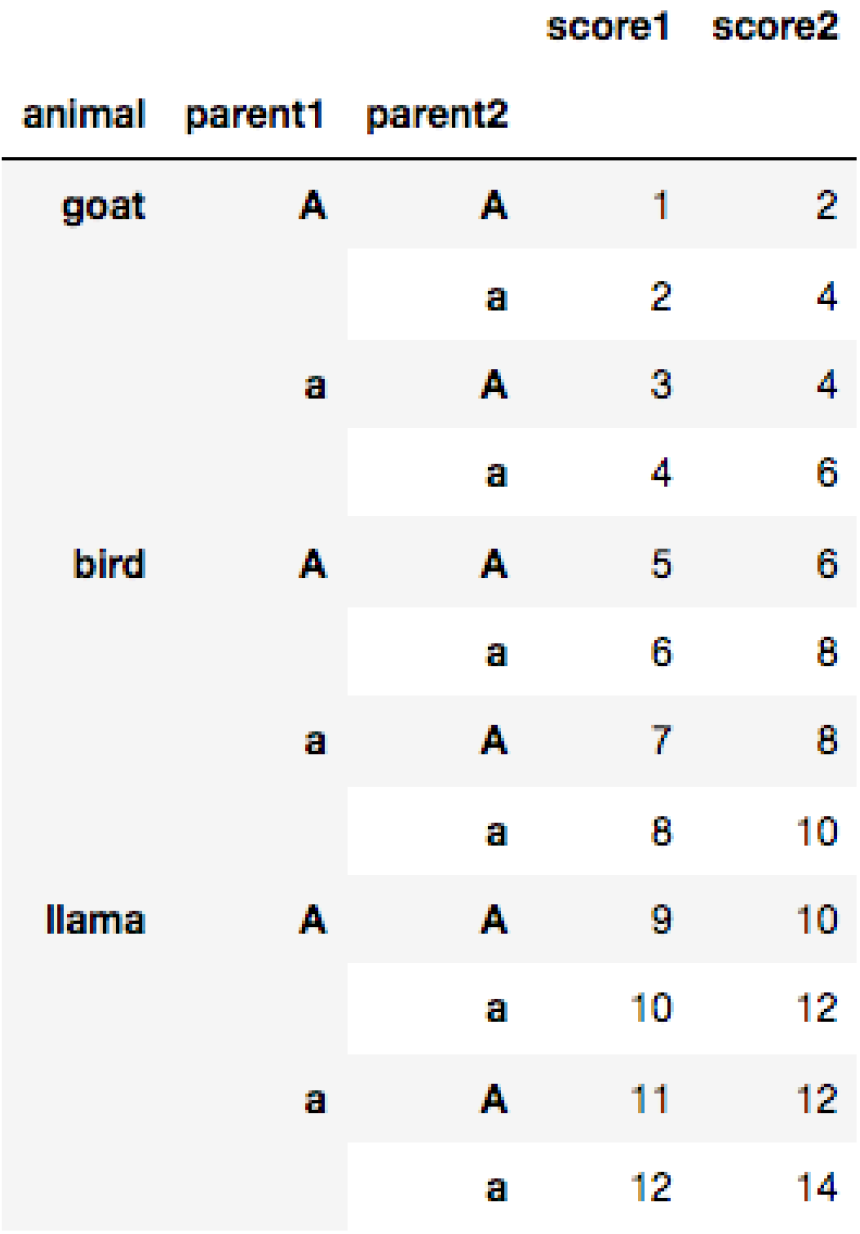 score1 score2
animal parent1 parent2
goat A A 1 2
a 2 4
a A 3 4
a 4 6
bird A A 5 6
a 6 8
a A 7 8
a 8 10
llama A A 9 10
a 10 12
a A 11 12
a 12 14